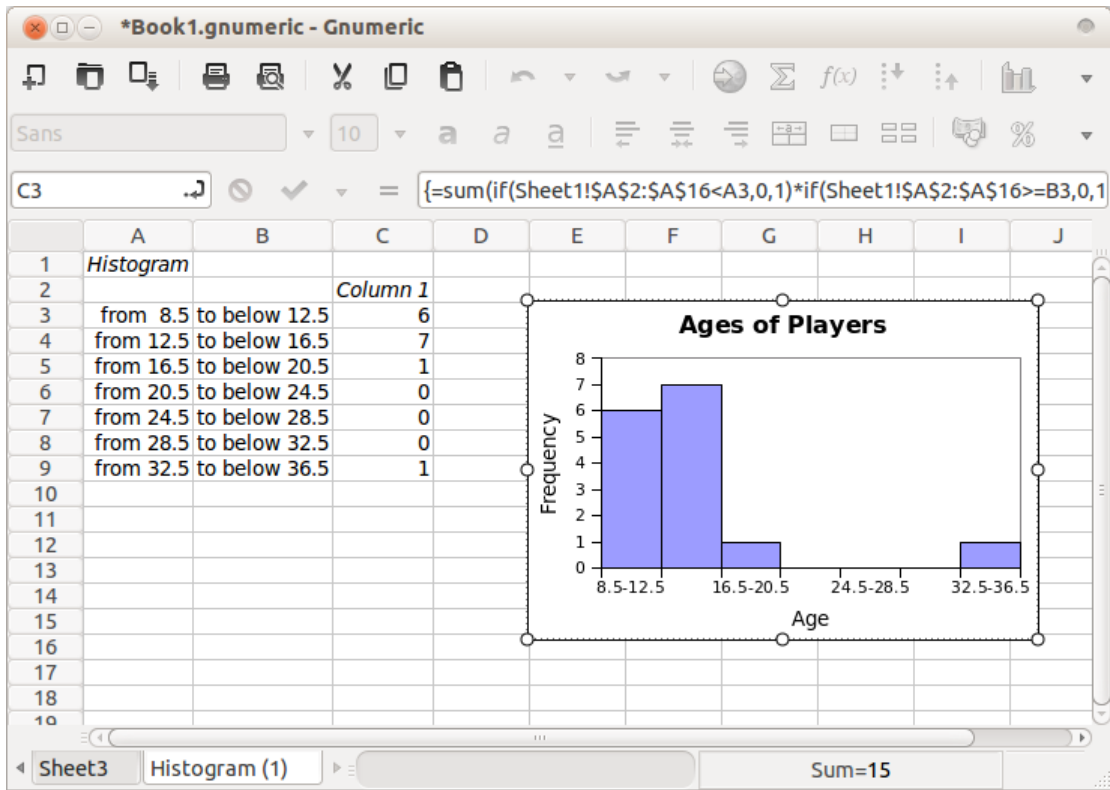 *Book1.gnumeric - Gnumeric
f(x)
Sans 10 a a a %
C3 = {=sum(if(Sheet1!$A$2:$A$16<A3,0,1)*if(Sheet1!$A$2:$A$16>=B3,0,1
A B C D E F G H I J
1 Histogram
2 Column 1
3 from 8.5 to below 12.5 6
4 from 12.5 to below 16.5 7
5 from 16.5 to below 20.5 1
6 from 20.5 to below 24.5 0
7 from 24.5 to below 28.5 0
8 from 28.5 to below 32.5 0
9 from 32.5 to below 36.5 1
10
11
12
13
14
15
16
17
18
19
Ages of Players
Frequency
8
7
6
5
4
3
2
1
0
8.5-12.5 16.5-20.5 24.5-28.5 32.5-36.5
Age
Sheet3 Histogram (1) Sum=15